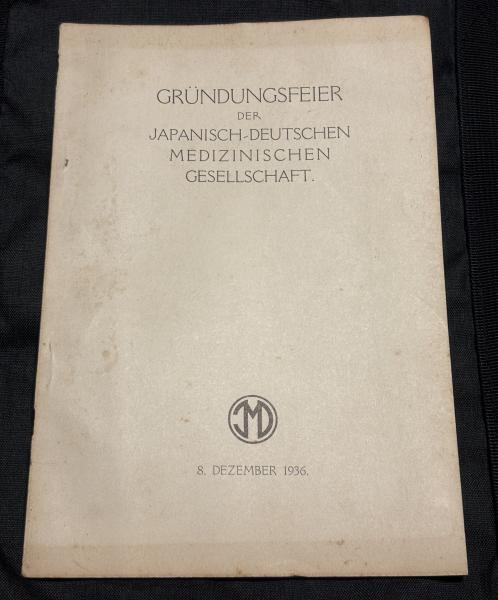 GRÜNDUNGSFEIER
DER
JAPANISCH-DEUTSCHEN
MEDIZINISCHEN
GESELLSCHAFT.
JMD
8. DEZEMBER 1936.